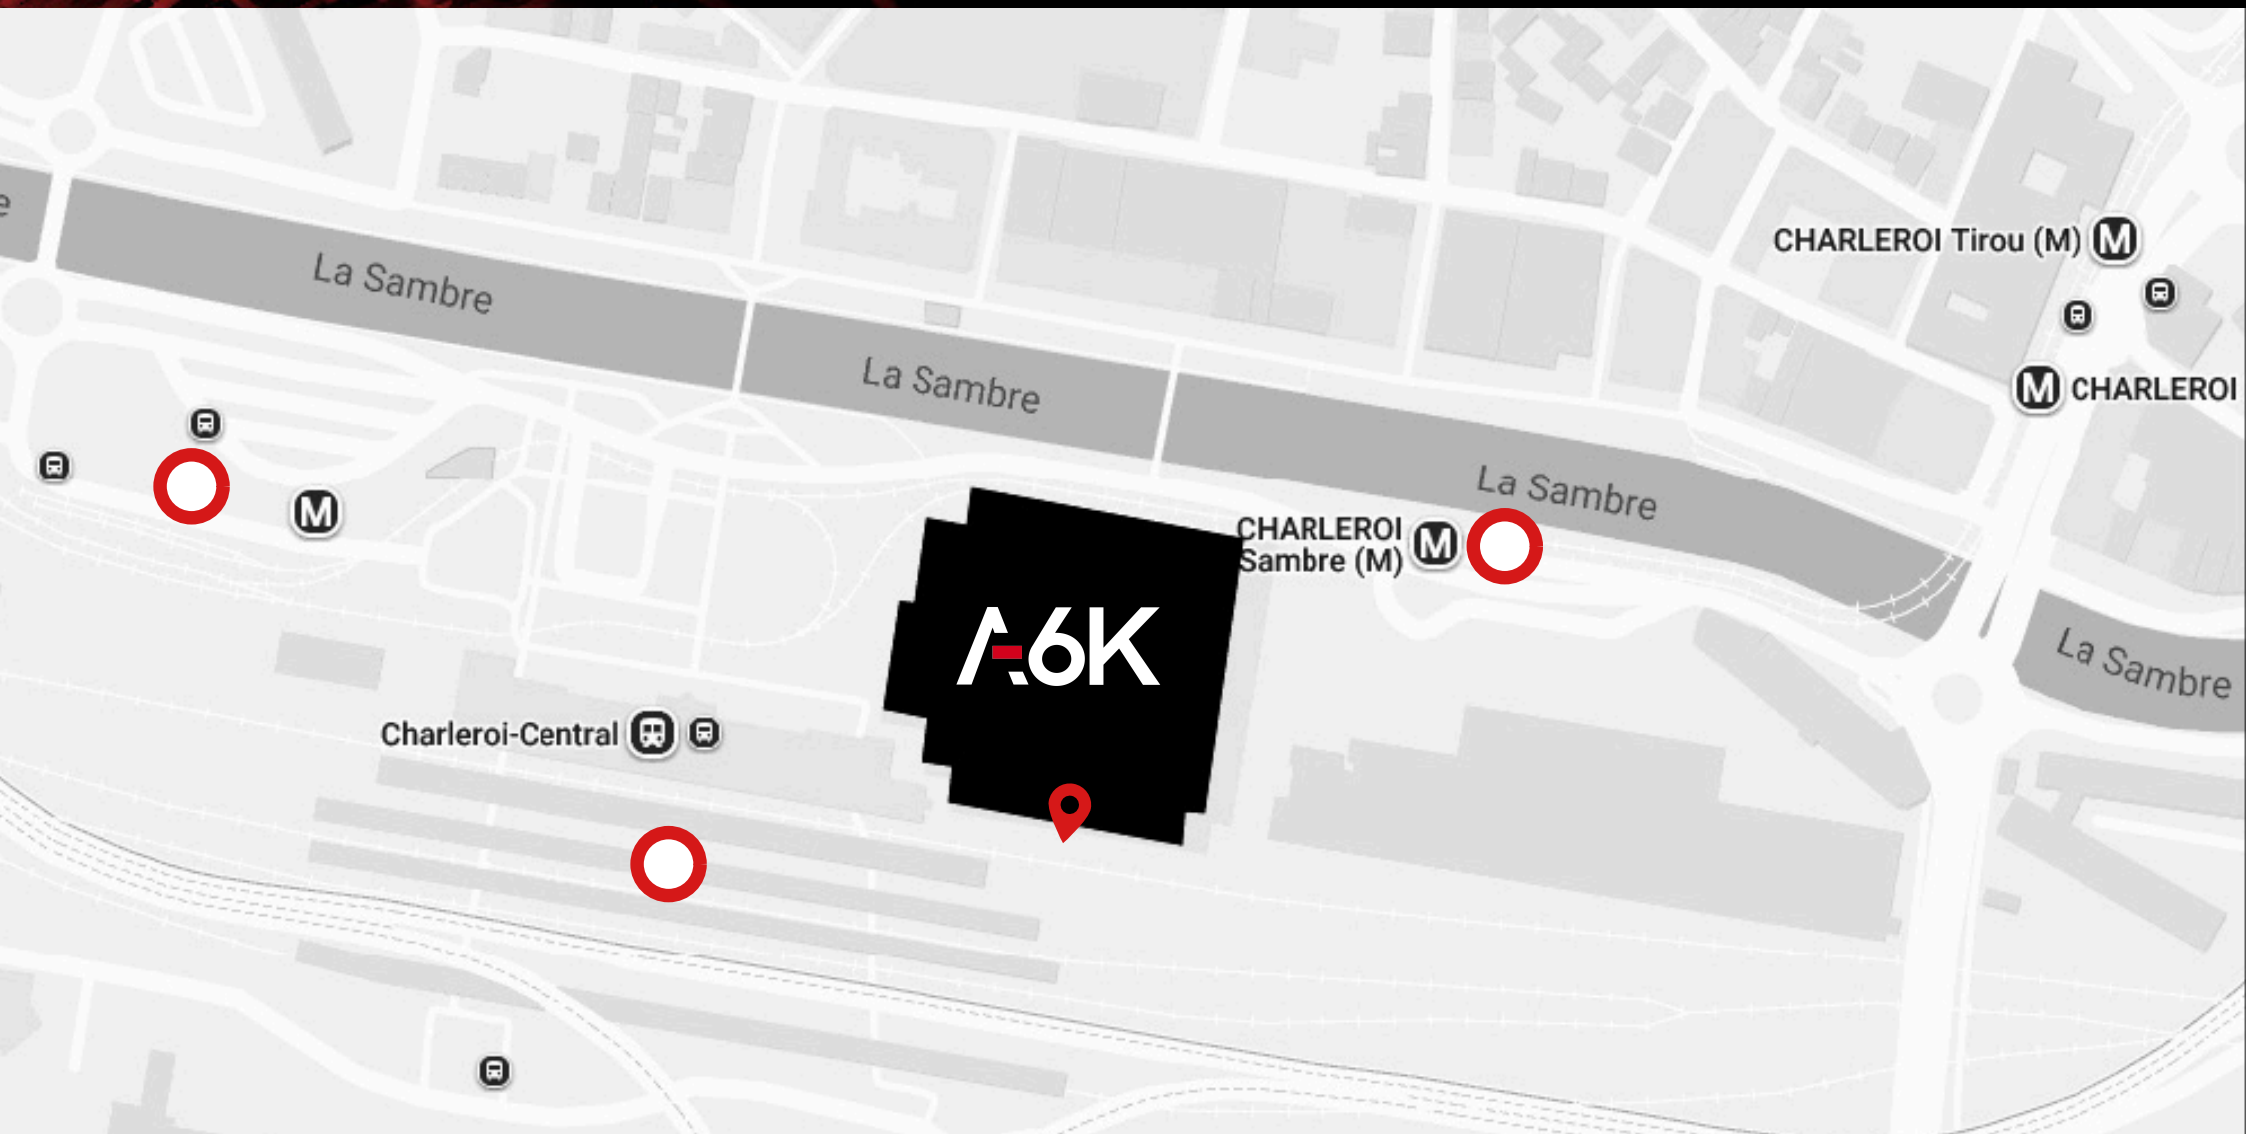 e
La Sambre
La Sambre
La Sambre
La Sambre
CHARLEROI Tirou (M) M
M CHARLEROI
M
CHARLEROI
Sambre (M) M
A6K
Charleroi-Central